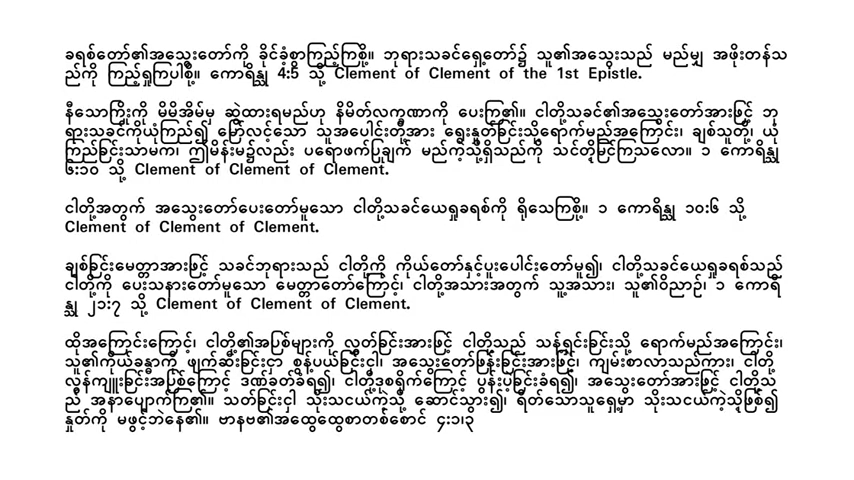 ခရစ်တော်၏အသွေးတော်ကို ခိုင်ခံ့စွာကြည့်ကြစို့။ ဘုရားသခင်ရှေ့တော်၌ သူ၏အသွေးသည် မည်မျှ အဖိုးတန်သ
ည်ကို ကြည့်ရှုကြပါစို့။ ကောရိန္သု 4:5 သို့ Clement of Clement of the 1st Epistle.
နီသောကြိုးကို မိမိအိမ်မှ ဆွဲထားရမည်ဟု နိမိတ်လက္ခဏာကို ပေးကြ၏။ ငါတို့သခင်၏အသွေးတော်အားဖြင့် ဘု
ရားသခင်ကိုယုံကြည်၍ မြော်လင့်သော သူအပေါင်းတို့အား ရွေးနှုတ်ခြင်းသို့ရောက်မည်အကြောင်း၊ ချစ်သူတို့၊ ယုံ
ကြည်ခြင်းသာမက၊ ဤမိန်းမ၌လည်း ပရောဖက်ပြုချက် မည်ကဲ့သို့ရှိသည်ကို သင်တို့မြင်ကြသလော။ ၁ ကောရိန္သု
၆:၁၀ သို့ Clement of Clement of Clement.
ငါတို့အတွက် အသွေးတော်ပေးတော်မူသော ငါတို့သခင်ယေရှုခရစ်ကို ရိုသေကြစို့။ ၁ ကောရိန္သု ၁၀:၆ သို့
Clement of Clement of Clement.
ချစ်ခြင်းမေတ္တာအားဖြင့် သခင်ဘုရားသည် ငါတို့ကို ကိုယ်တော်နှင့်ပူးပေါင်းတော်မူ၍၊ ငါတို့သခင်ယေရှုခရစ်သည်
ငါတို့ကို ပေးသနားတော်မူသော မေတ္တာတော်ကြောင့်၊ ငါတို့အသားအတွက် သူ့အသား၊ သူ၏ဝိညာဉ်၊ ၁ ကောရိ
န္သု ၂၁:၇ သို့ Clement of Clement of Clement.
ထိုအကြောင်းကြောင့်၊ ငါတို့၏အပြစ်များကို လွှတ်ခြင်းအားဖြင့် ငါတို့သည် သန့်ရှင်းခြင်းသို့ ရောက်မည်အကြောင်း၊
သူ၏ကိုယ်ခန္ဓာကို ဖျက်ဆီးခြင်းငှာ စွန့်ပယ်ခြင်းငှါ၊ အသွေးတော်ဖြန်းခြင်းအားဖြင့်၊ ကျမ်းစာလာသည်ကား၊ ငါတို့
လွန်ကျူးခြင်းအပြစ်ကြောင့် ဒဏ်ခတ်ခံရ၍၊ ငါတို့ဒုစရိုက်ကြောင့် ပွန်းပဲ့ခြင်းခံရ၍၊ အသွေးတော်အားဖြင့် ငါတို့သ
ည် အနာပျောက်ကြ၏။ သတ်ခြင်းငှါ သိုးသငယ်ကဲ့သို့ ဆောင်သွား၍၊ ရိတ်သောသူရှေ့မှာ သိုးသငယ်ကဲ့သို့ဖြစ်၍
နှုတ်ကို မဖွင့်ဘဲနေ၏။ ဗာနဗ၏အထွေထွေစာတစ်စောင် ၄:၁၊၃